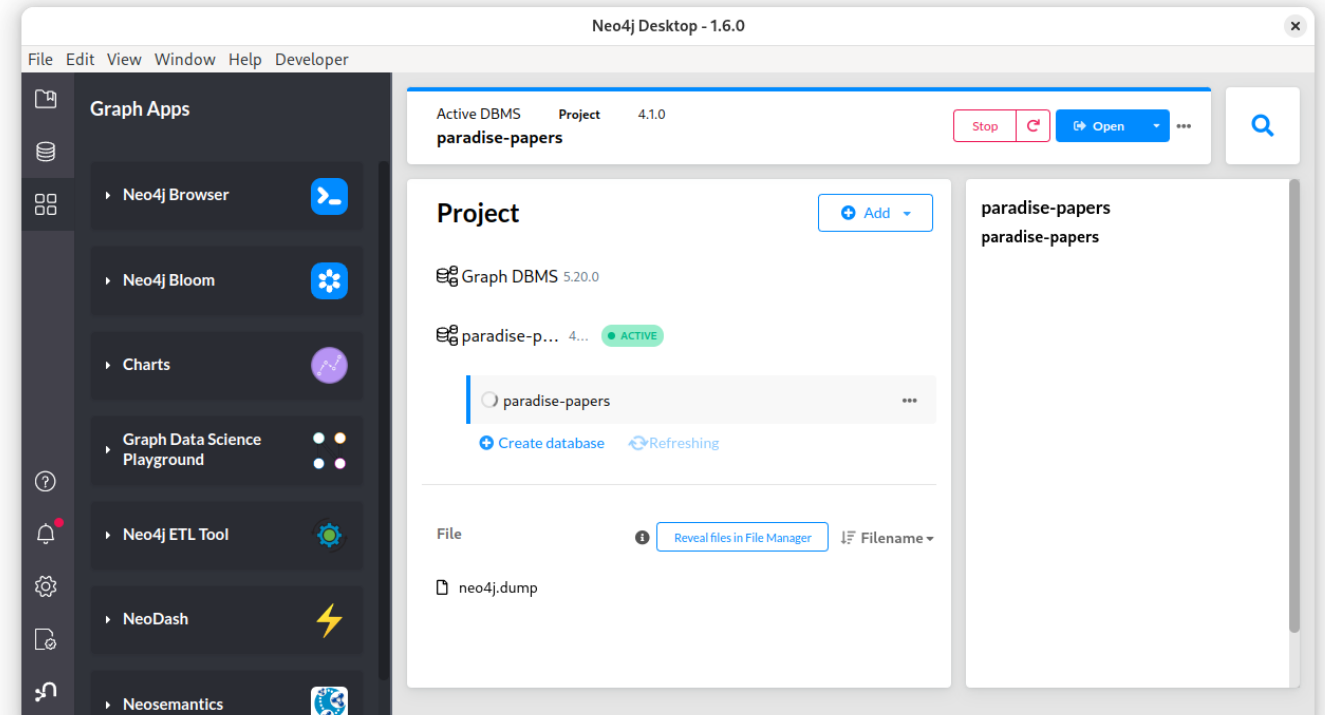 Neo4j Desktop - 1.6.0
File Edit View Window Help Developer
Graph Apps
Neo4j Browser
Neo4j Bloom
Charts
Graph Data Science
Playground
Neo4j ETL Tool
NeoDash
Neosemantics
Active DBMS Project 4.1.0
paradise-papers
Stop
Open
Project
Add
Graph DBMS 5.20.0
paradise-p... 4... ACTIVE
paradise-papers
Create database Refreshing
File
Reveal files in File Manager
Filename
neo4j.dump
paradise-papers
paradise-papers